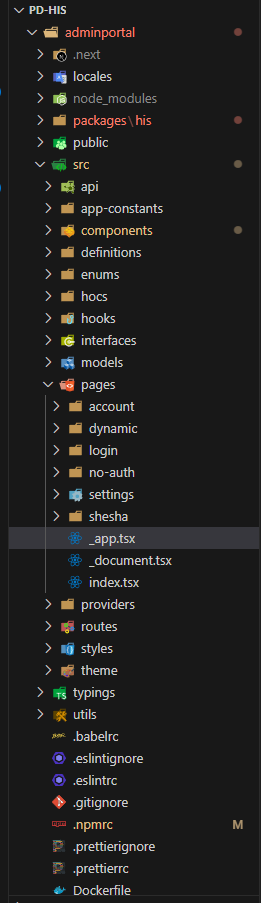 PD-HIS
adminportal
.next
locales
node_modules
packages\his
public
src
api
app-constants
components
definitions
enums
hocs
hooks
interfaces
models
pages
account
dynamic
login
no-auth
settings
shesha
_app.tsx
_document.tsx
index.tsx
providers
routes
styles
theme
typings
utils
.babelrc
.eslintignore
.eslintrc
.gitignore
.npmrc M
.prettierignore
.prettierrc
Dockerfile